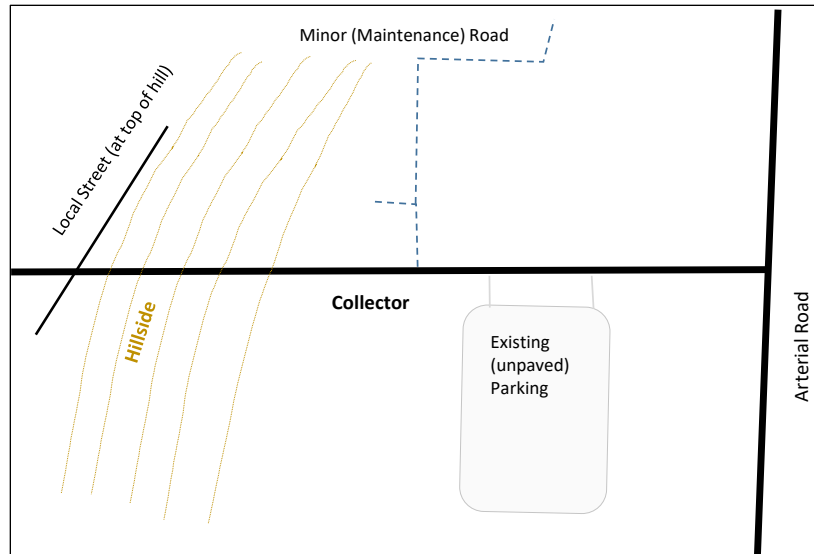 Minor (Maintenance) Road
Local Street (at top of hill)
Hillside
Collector
Existing
(unpaved)
Parking
Arterial Road